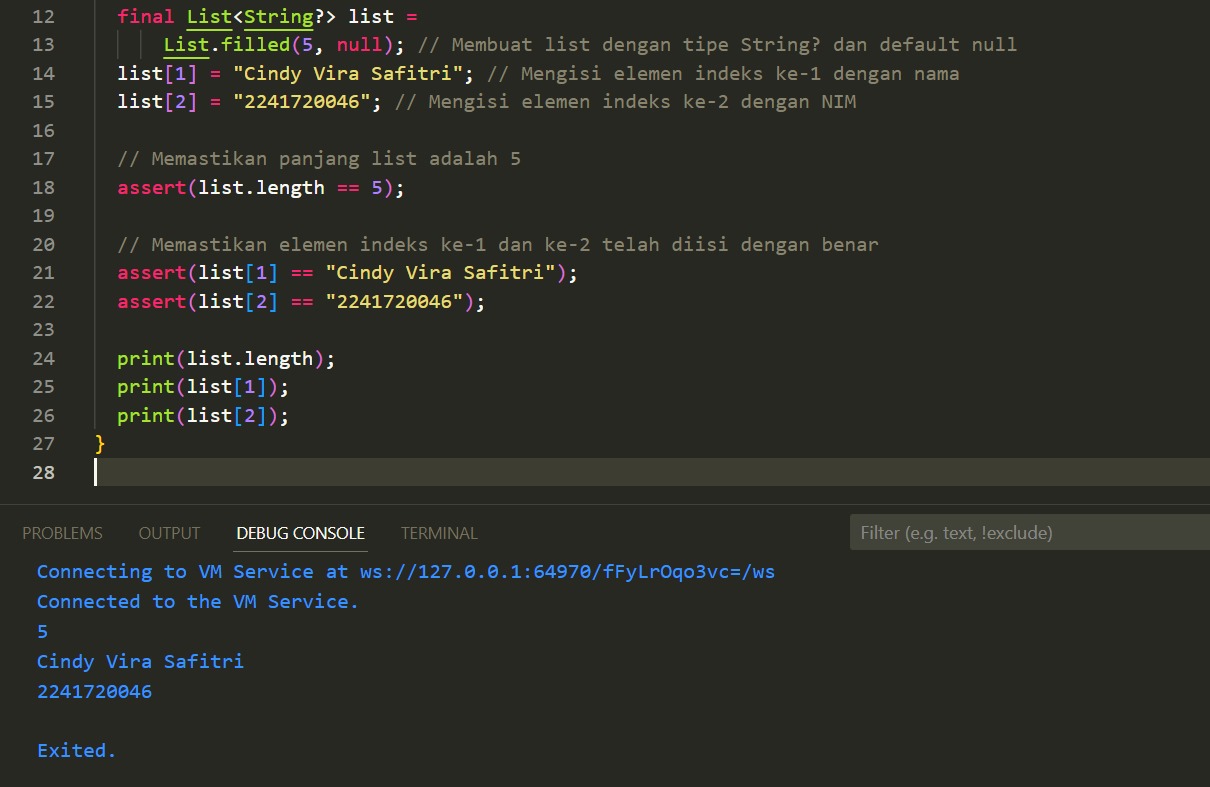 12 final List<String?> list =
13 List.filled(5, null); // Membuat list dengan tipe String? dan default null
14 list[1] = "Cindy Vira Safitri"; // Mengisi elemen indeks ke-1 dengan nama
15 list[2] = "2241720046"; // Mengisi elemen indeks ke-2 dengan NIM
16
17 // Memastikan panjang list adalah 5
18 assert(list.length == 5);
19
20 // Memastikan elemen indeks ke-1 dan ke-2 telah diisi dengan benar
21 assert(list[1] == "Cindy Vira Safitri");
22 assert(list[2] == "2241720046");
23
24 print(list.length);
25 print(list[1]);
26 print(list[2]);
27 }
28
PROBLEMS OUTPUT DEBUG CONSOLE TERMINAL Filter (e.g. text, !exclude)
Connecting to VM Service at ws://127.0.0.1:64970/fFyLrOqo3vc=/ws
Connected to the VM Service.
5
Cindy Vira Safitri
2241720046
Exited.